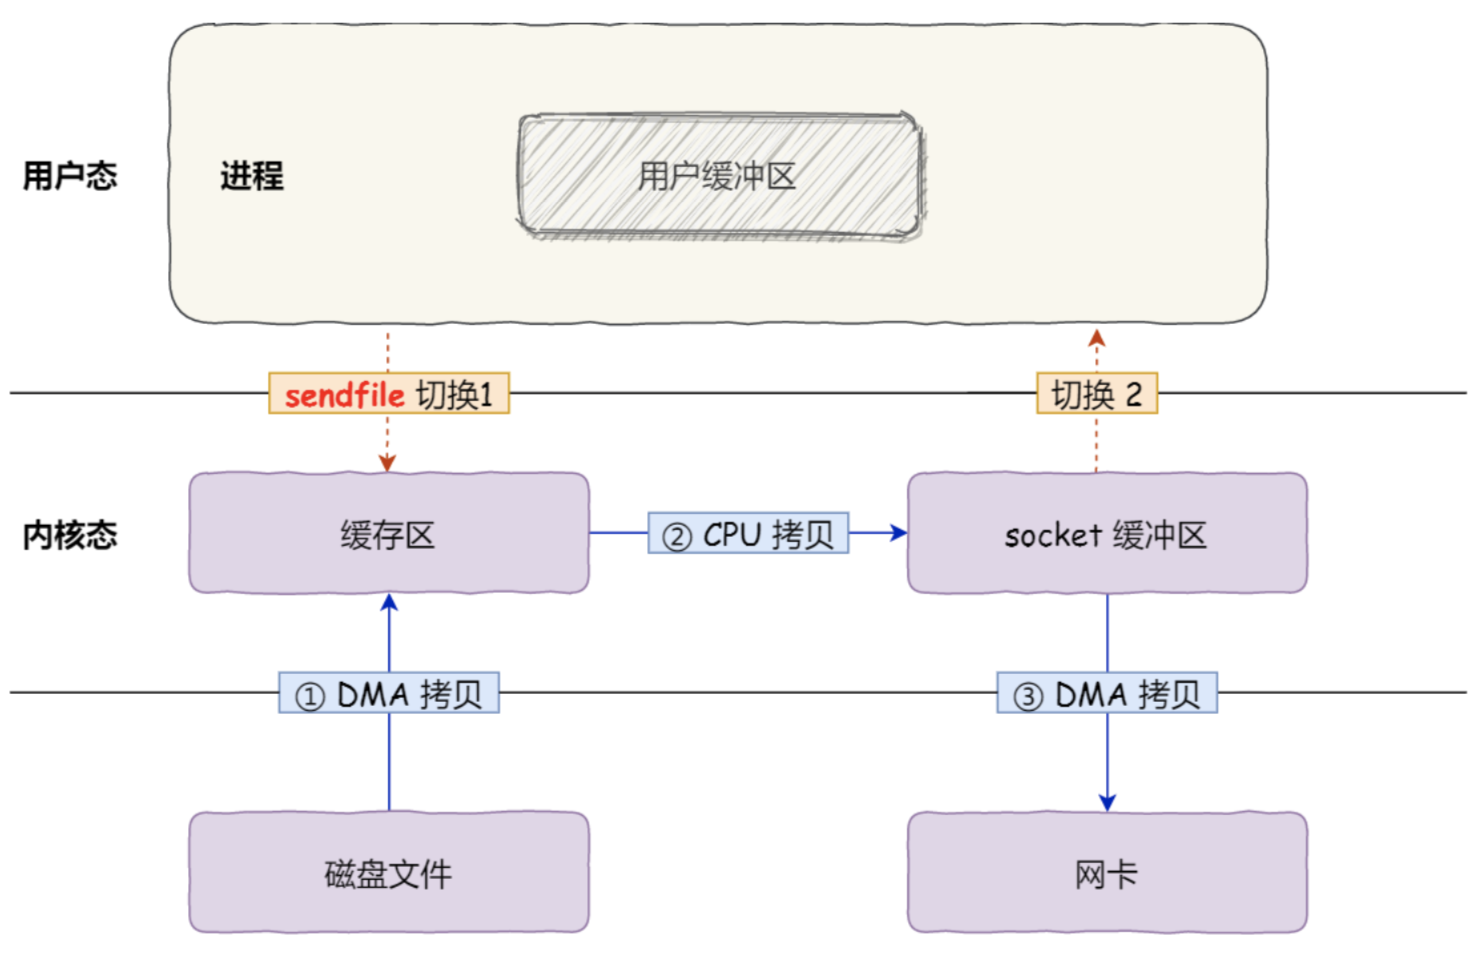 用户态
进程
用户缓冲区
sendfile 切换1
切换 2
内核态
缓存区
② CPU 拷贝
socket 缓冲区
① DMA 拷贝
③ DMA 拷贝
磁盘文件
网卡